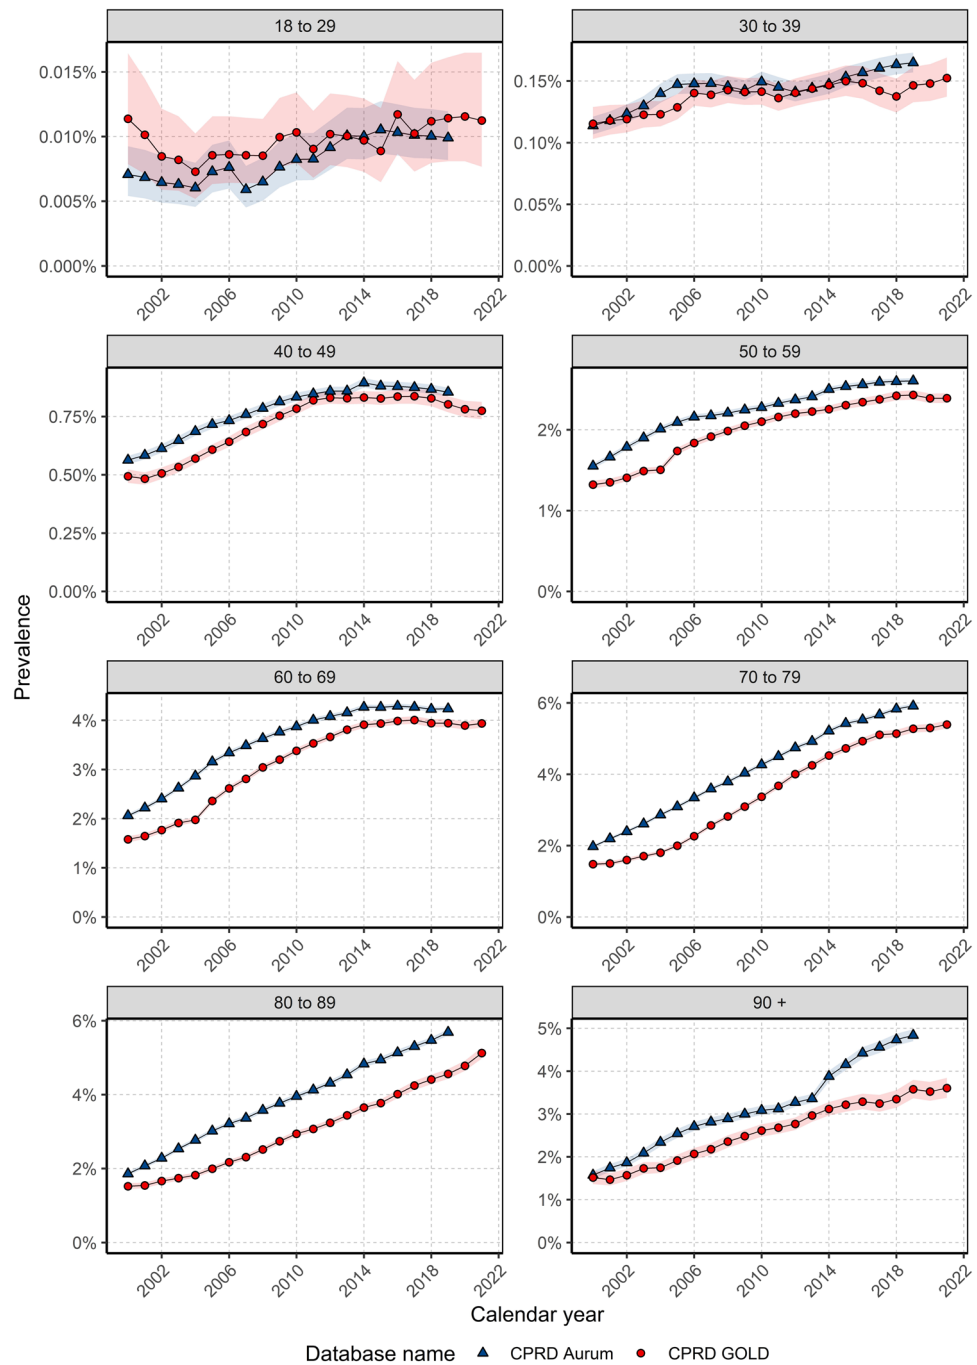 18 to 29
30 to 39
0.015%
0.010%
0.005%
0.000%
0.15%
0.10%
0.05%
0.00%
2002 2006 2010 2014 2018 2022
2002 2006 2010 2014 2018 2022
40 to 49
50 to 59
0.75%
0.50%
0.25%
0.00%
2%
1%
0%
2002 2006 2010 2014 2018 2022
2002 2006 2010 2014 2018 2022
Prevalence
60 to 69
70 to 79
4%
3%
2%
1%
0%
6%
4%
2%
0%
2002 2006 2010 2014 2018 2022
2002 2006 2010 2014 2018 2022
80 to 89
90 +
6%
4%
2%
0%
5%
4%
3%
2%
1%
0%
2002 2006 2010 2014 2018 2022
2002 2006 2010 2014 2018 2022
Calendar year
Database name CPRD Aurum CPRD GOLD